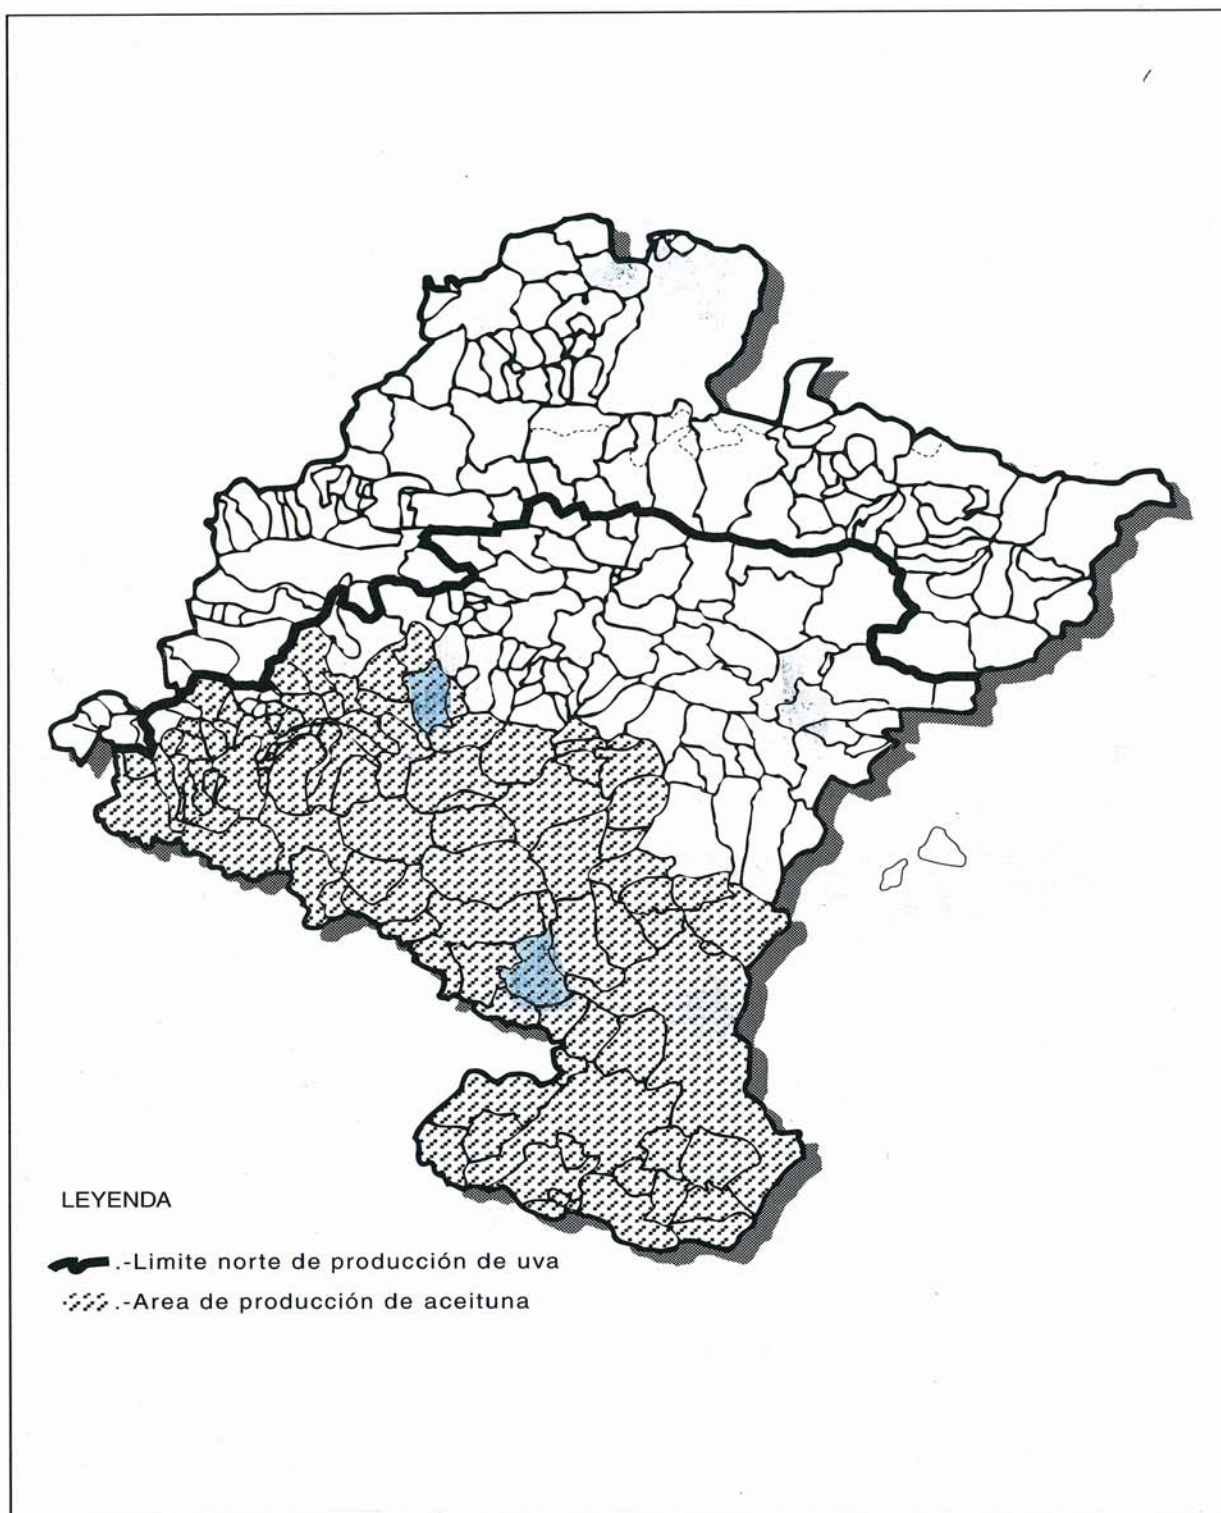 LEYENDA
.-Limite norte de producción de uva
.-Area de producción de aceituna